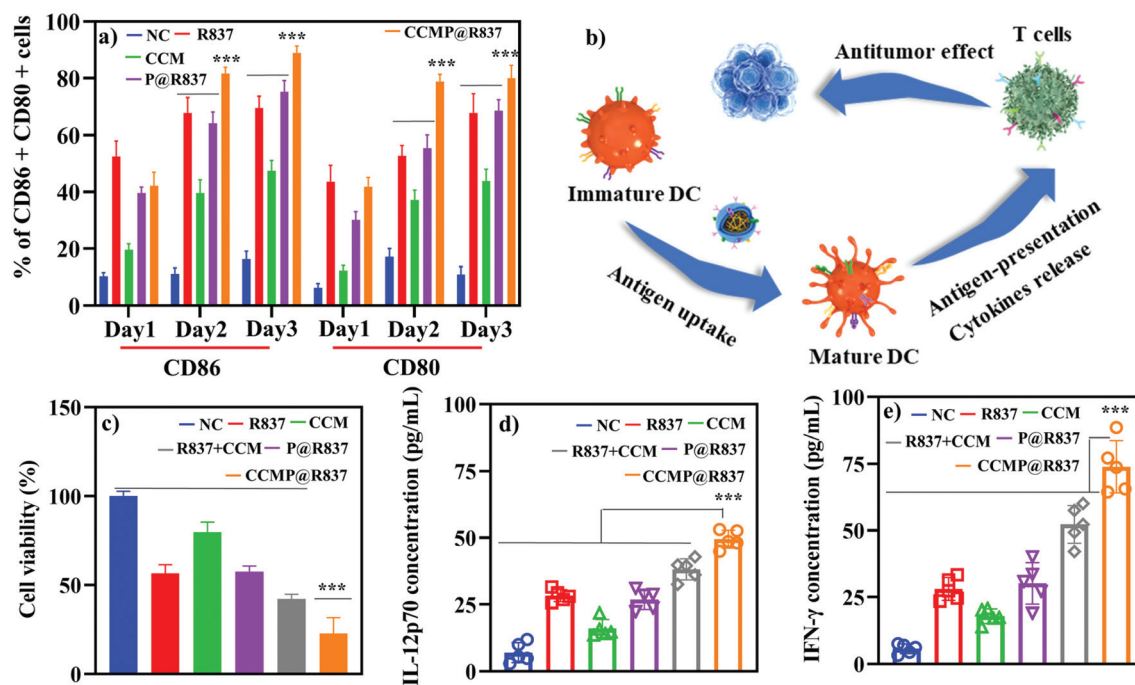 a)
NC R837
CCM
P@R837
CCMP@R837
*** *** *** ***
% of CD86 + CD80 + cells
100
80
60
40
20
0
Day1 Day2 Day3 Day1 Day2 Day3
CD86 CD80
b)
Antitumor effect
T cells
Immature DC
Antigen uptake
Mature DC
Antigen-presentation
Cytokines release
c)
NC R837 CCM
R837+CCM P@R837
CCMP@R837
***
Cell viability (%)
150
100
50
0
d)
NC R837 CCM
R837+CCM P@R837
CCMP@R837
***
IL-12p70 concentration (pg/mL)
100
75
50
25
0
e)
NC R837 CCM
R837+CCM P@R837
CCMP@R837
***
IFN-γ concentration (pg/mL)
100
75
50
25
0